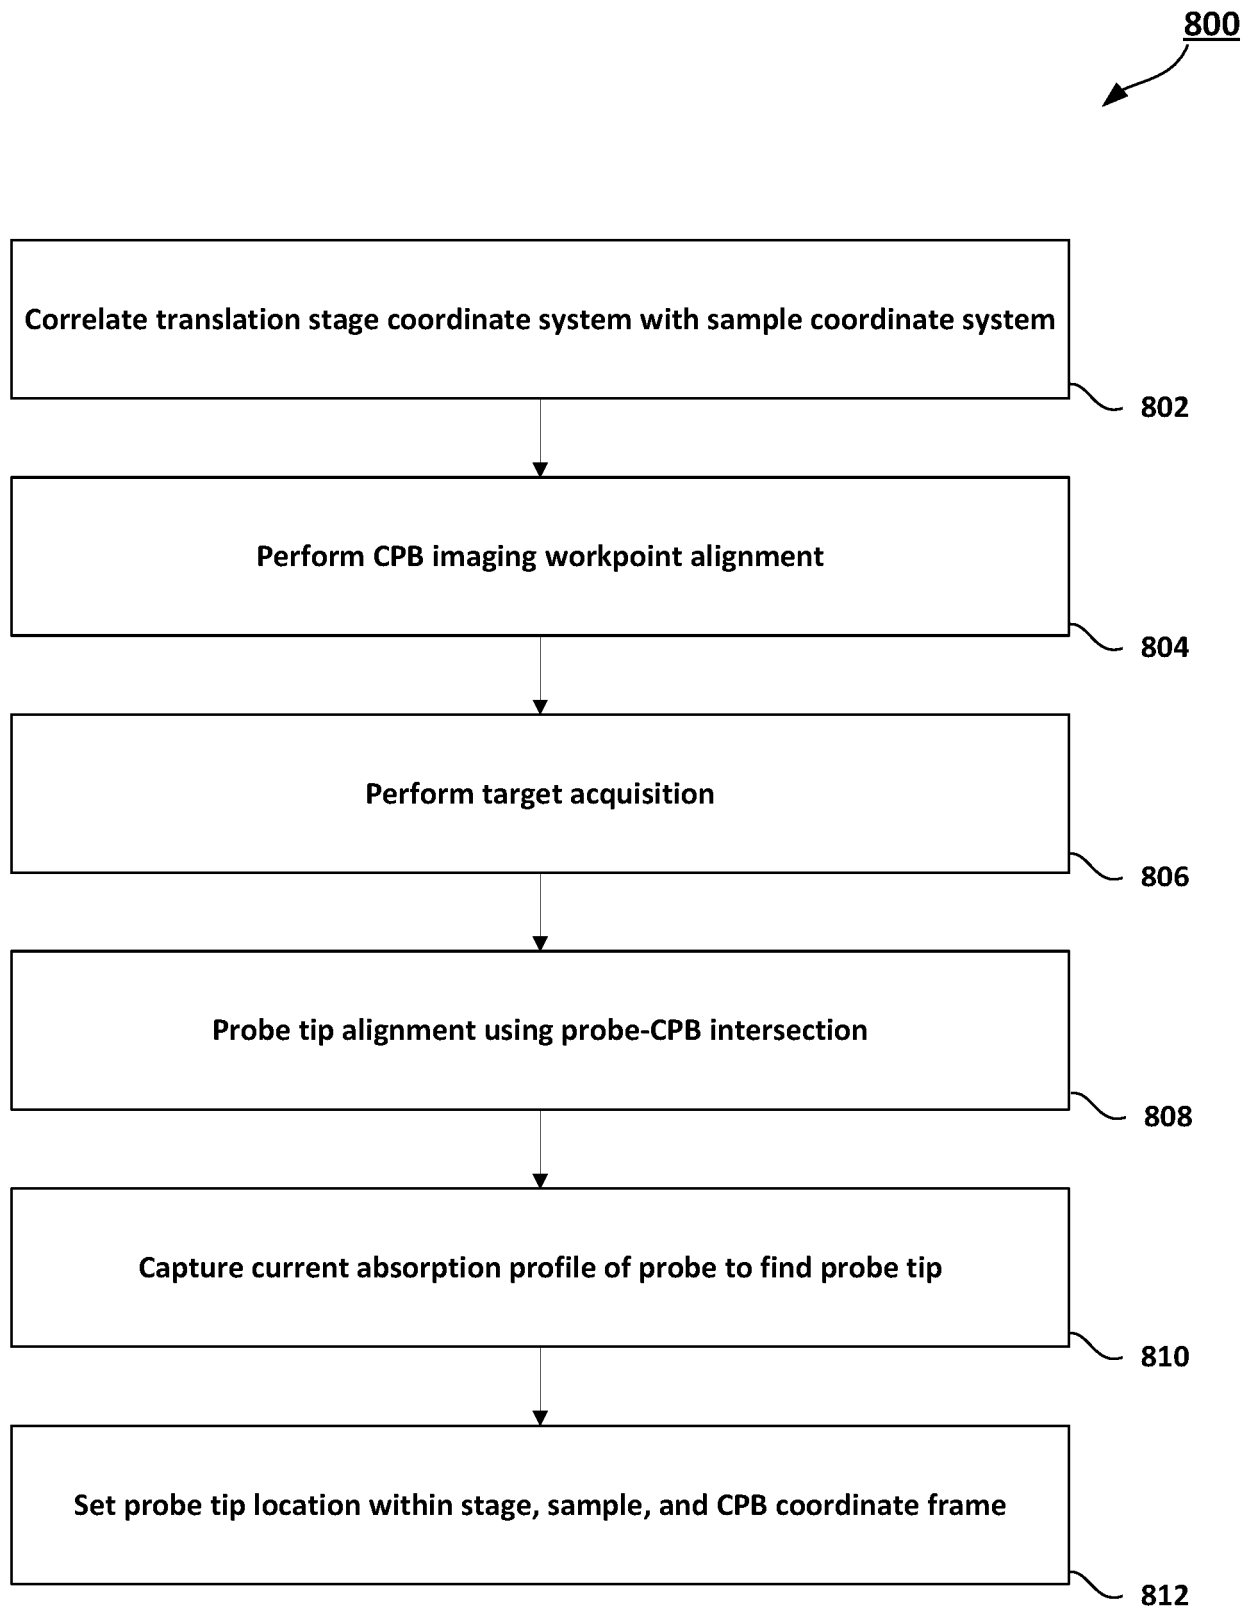 800
Correlate translation stage coordinate system with sample coordinate system
802
Perform CPB imaging workpoint alignment
804
Perform target acquisition
806
Probe tip alignment using probe-CPB intersection
808
Capture current absorption profile of probe to find probe tip
810
Set probe tip location within stage, sample, and CPB coordinate frame
812